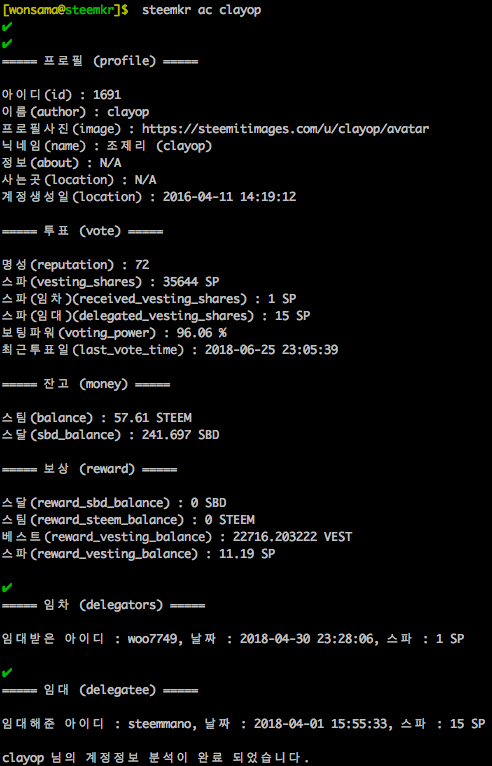 [wonsama@steemkr]$ steemkr ac clayop
✔
✔
===== 프로필 (profile) =====
아이디(id) : 1691
이름(author) : clayop
프로필사진(image) : https://steemitimages.com/u/clayop/avatar
닉네임(name) : 조재리 (clayop)
정보(about) : N/A
사는곳(location) : N/A
계정생성일(location) : 2016-04-11 14:19:12
===== 투표 (vote) =====
명성(reputation) : 72
스파(vesting_shares) : 35644 SP
스파(임차)(received_vesting_shares) : 1 SP
스파(임대)(delegated_vesting_shares) : 15 SP
보팅파워(voting_power) : 96.06 %
최근투표일(last_vote_time) : 2018-06-25 23:05:39
===== 잔고 (money) =====
스팀(balance) : 57.61 STEEM
스달(sbd_balance) : 241.697 SBD
===== 보상 (reward) =====
스달(reward_sbd_balance) : 0 SBD
스팀(reward_steem_balance) : 0 STEEM
베스트(reward_vesting_balance) : 22716.203222 VEST
스파(reward_vesting_balance) : 11.19 SP
✔
===== 임차 (delegators) =====
임대받은 아이디 : woo7749, 날짜 : 2018-04-30 23:28:06, 스파 : 1 SP
✔
===== 임대 (delegatee) =====
임대해준 아이디 : steemmano, 날짜 : 2018-04-01 15:55:33, 스파 : 15 SP
clayop 님의 계정정보 분석이 완료 되었습니다.